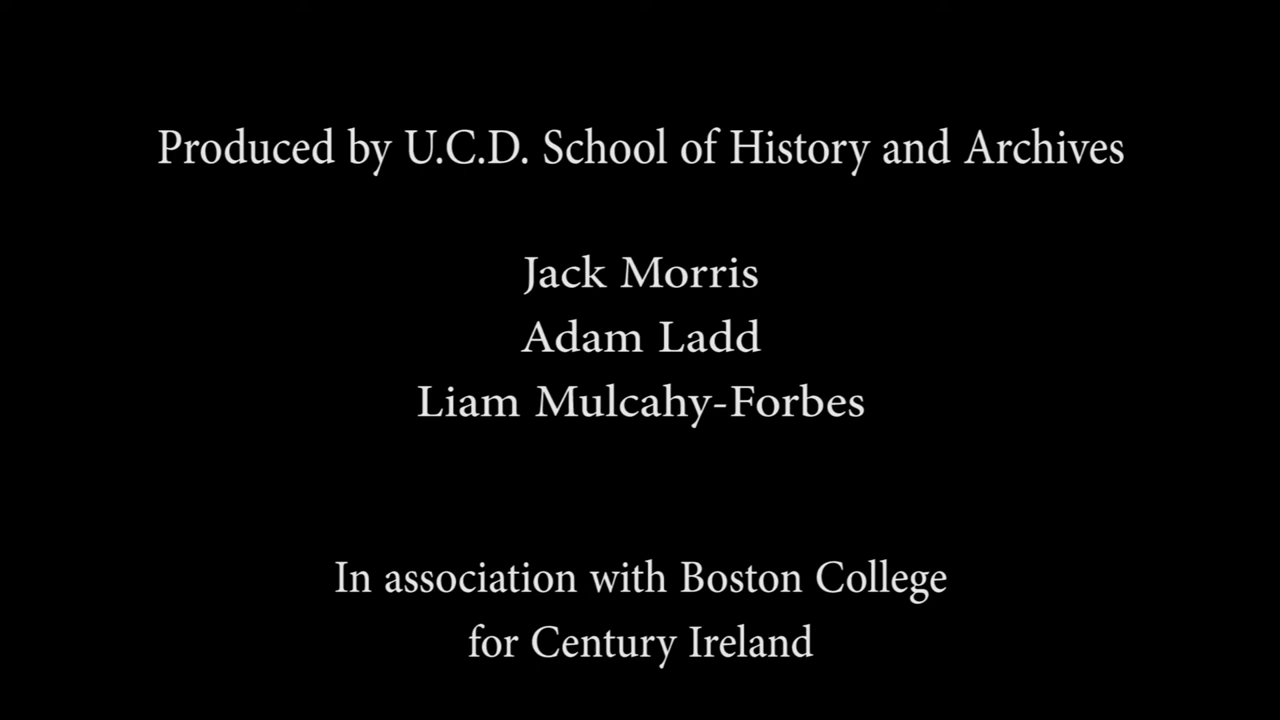 Produced by U.C.D. School of History and Archives
Jack Morris
Adam Ladd
Liam Mulcahy-Forbes
In association with Boston College
for Century Ireland